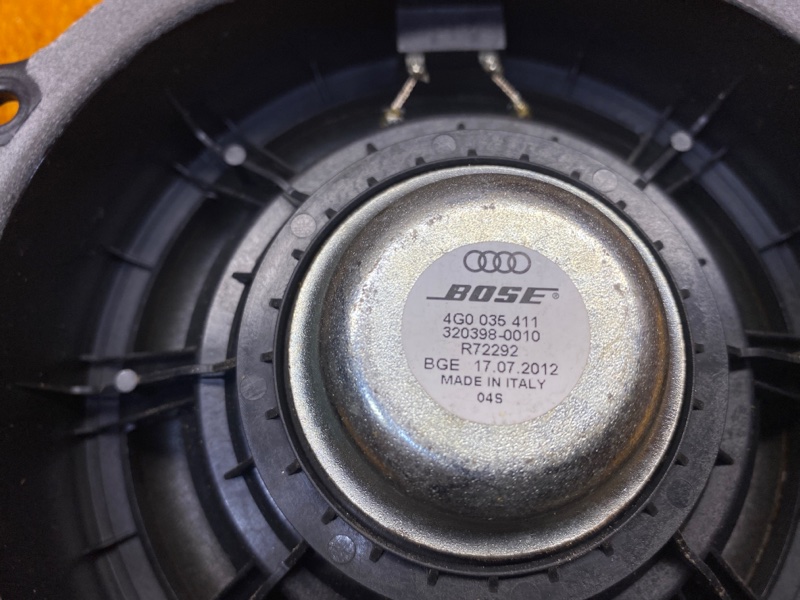 BOSE®
4G0 035 411
320398-0010
R72292
BGE 17.07.2012
MADE IN ITALY
04S